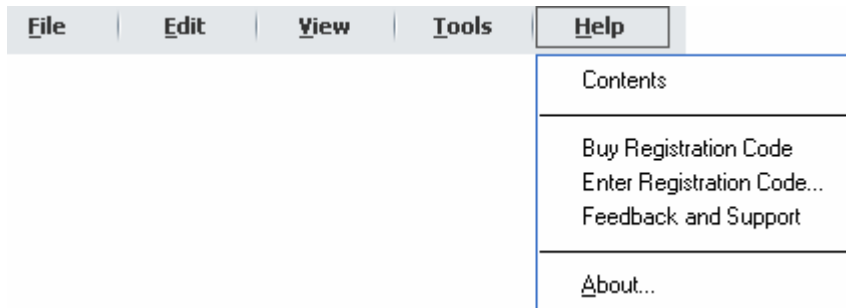 File Edit View Tools Help
Contents
Buy Registration Code
Enter Registration Code...
Feedback and Support
About...